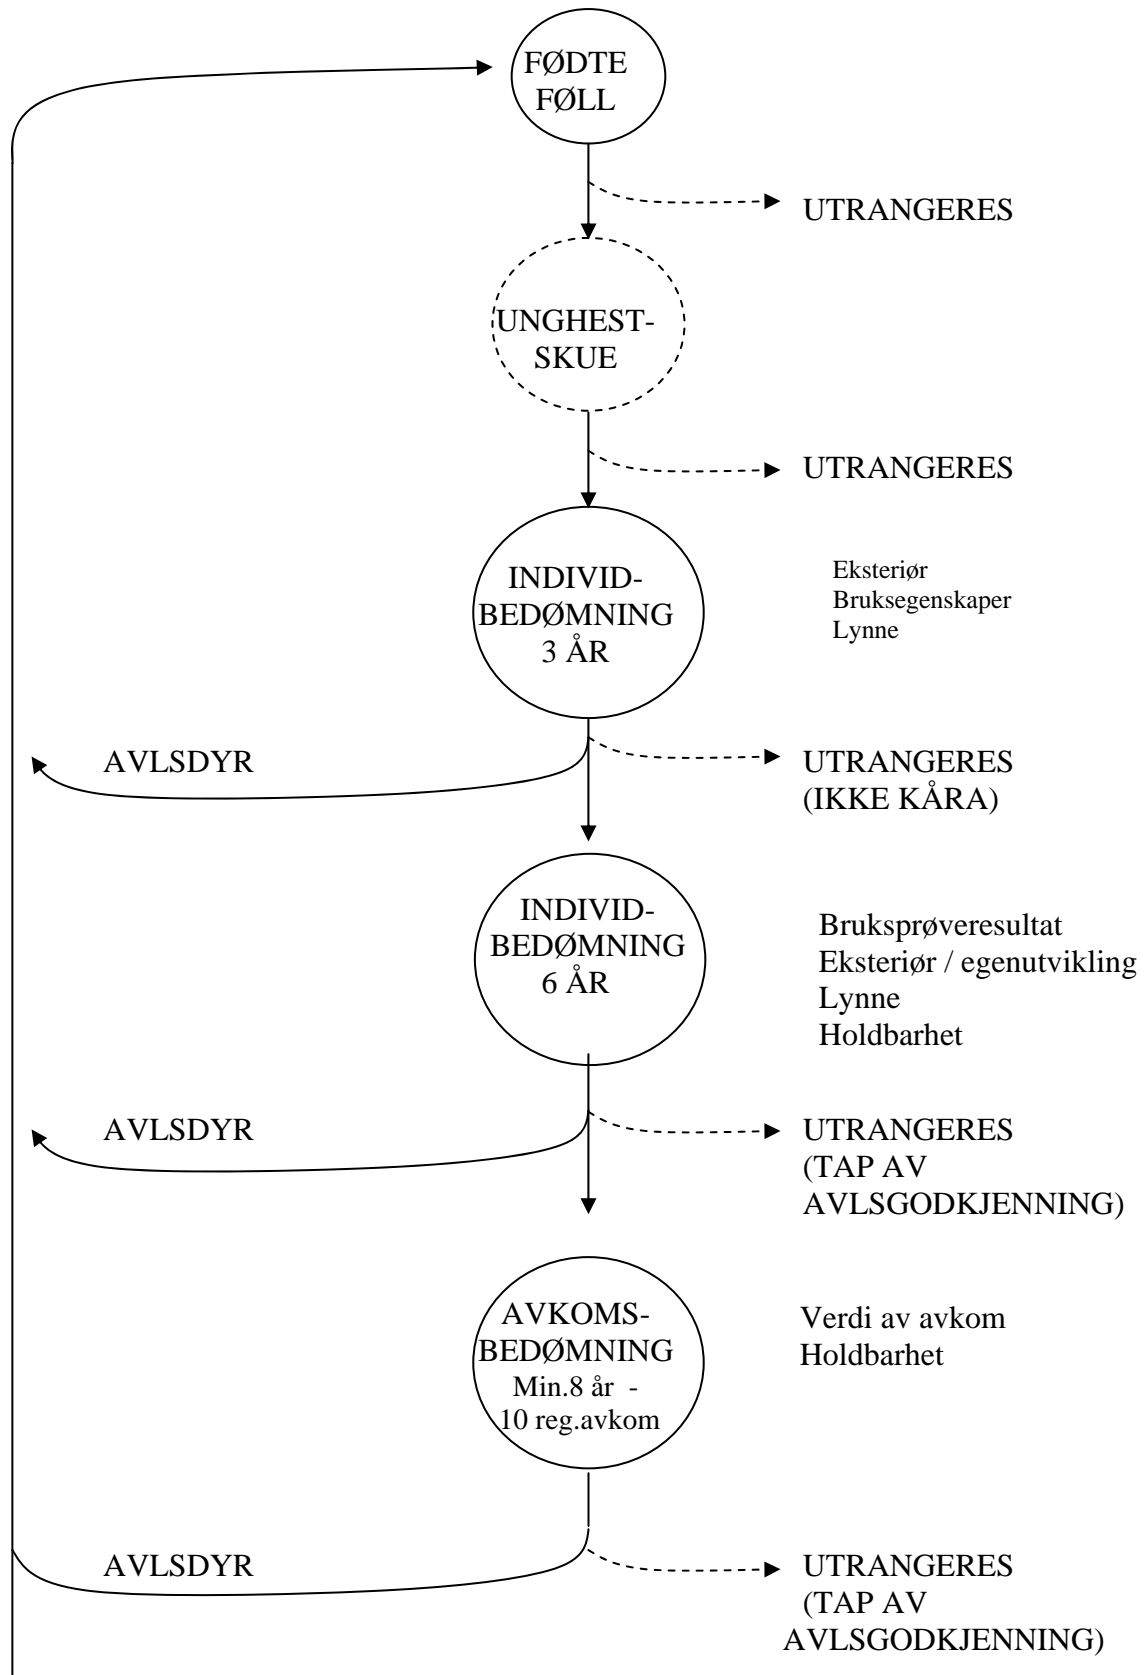 FØDTE
FØLL
UTRANGERES
UNGHEST-
SKUE
UTRANGERES
INDIVID-
BEDØMNING
3 ÅR
Eksteriør
Bruksegenskaper
Lynne
AVLSDYR
UTRANGERES
(IKKE KÅRA)
INDIVID-
BEDØMNING
6 ÅR
Bruksprøveresultat
Eksteriør / egenutvikling
Lynne
Holdbarhet
AVLSDYR
UTRANGERES
(TAP AV
AVLSGODKJENNING)
AVKOMS-
BEDØMNING
Min.8 år -
10 reg.avkom
Verdi av avkom
Holdbarhet
AVLSDYR
UTRANGERES
(TAP AV
AVLSGODKJENNING)